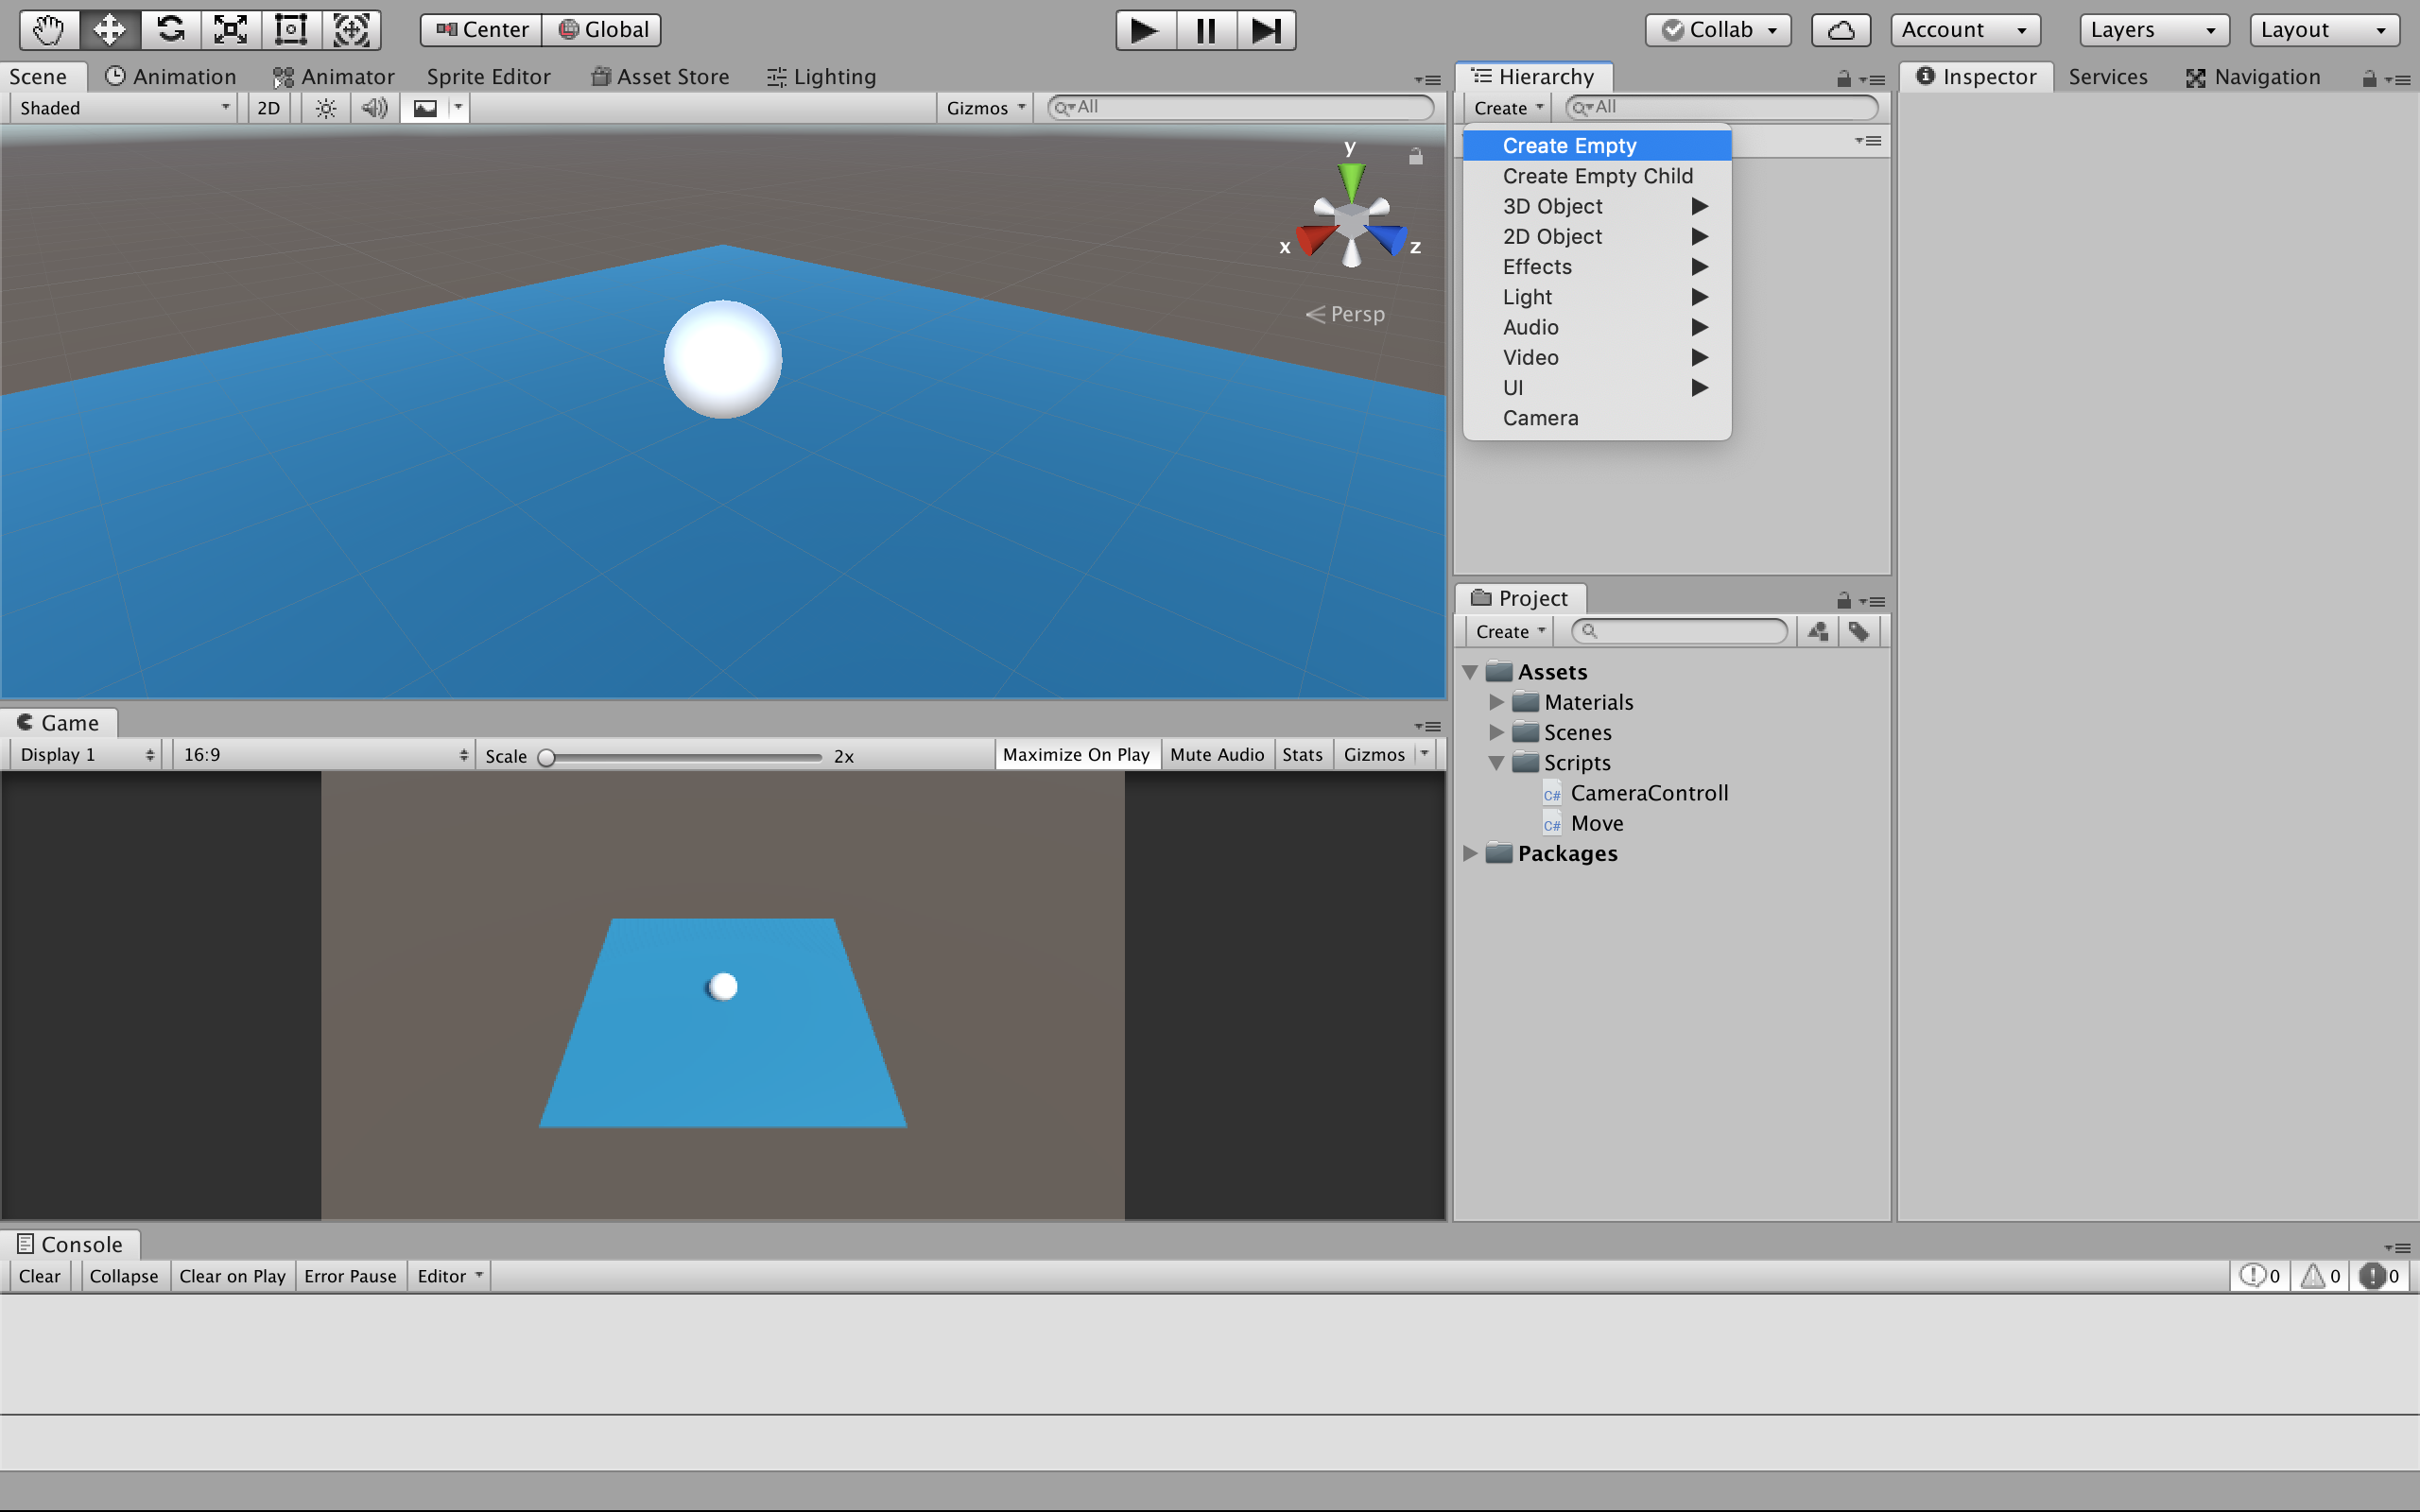 Center Global Collab Account Layers Layout
Scene Animation Animator Sprite Editor Asset Store Lighting
Shaded 2D Gizmos All
y
x z
Persp
Hierarchy
Create All
Create Empty
Create Empty Child
3D Object
2D Object
Effects
Light
Audio
Video
UI
Camera
Inspector Services Navigation
Project
Create
Assets
Materials
Scenes
Scripts
C# CameraControll
C# Move
Packages
Game
Display 1 16:9 Scale 2x Maximize On Play Mute Audio Stats Gizmos
Console
Clear Collapse Clear on Play Error Pause Editor 0 0 0